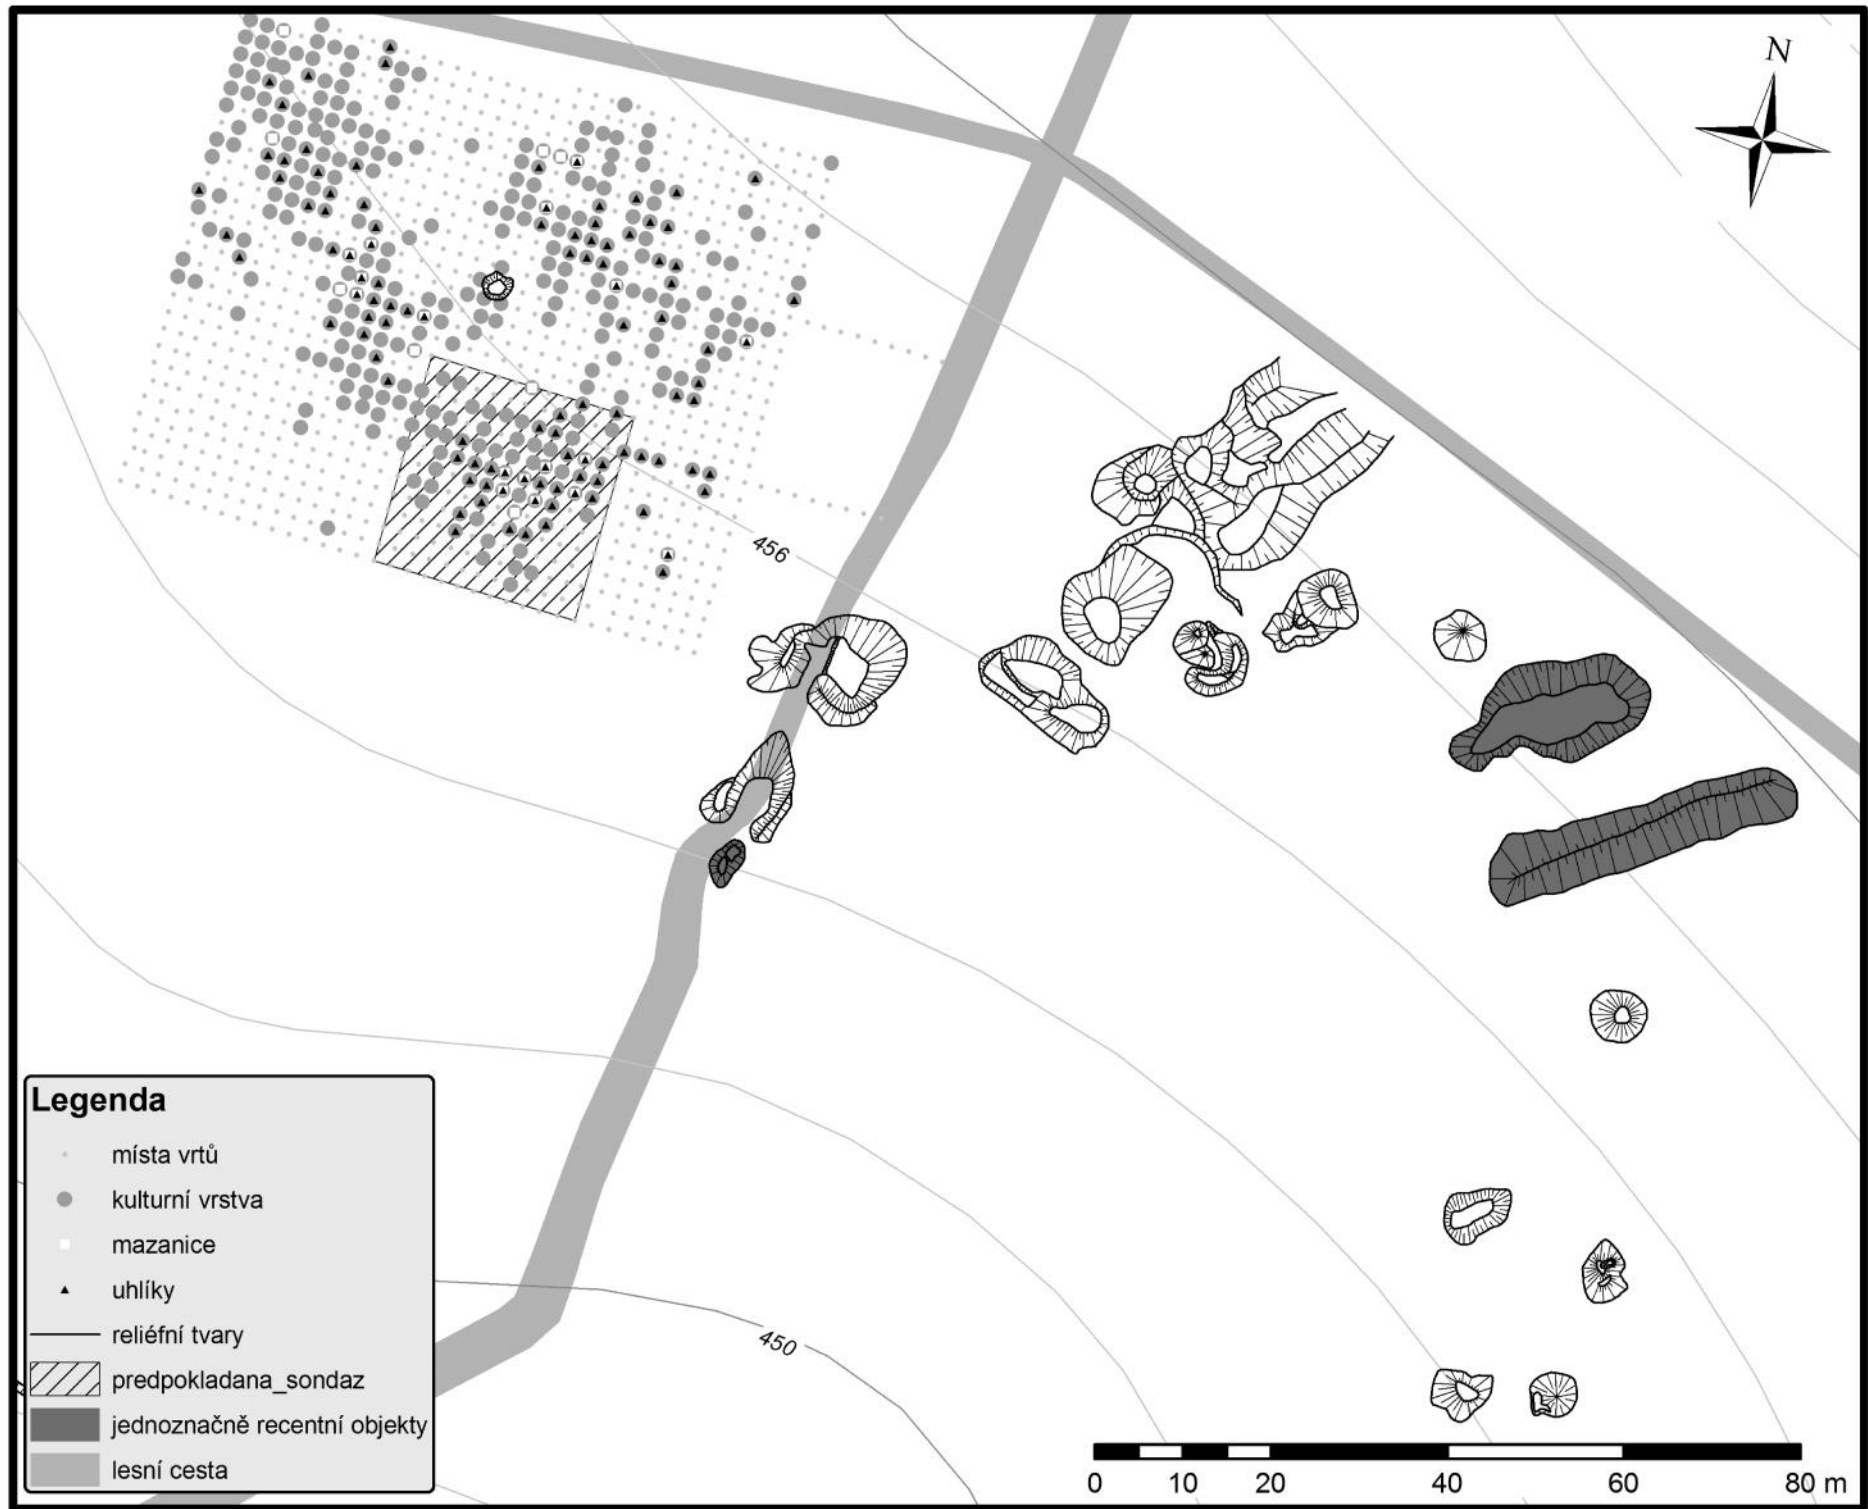 N
456
Legenda
místa vrtů
kulturní vrstva
mazanice
uhlíky
reliéfní tvary
predpokladana_sondaz
jednoznačně recentní objekty
lesní cesta
450
0 10 20 40 60 80 m